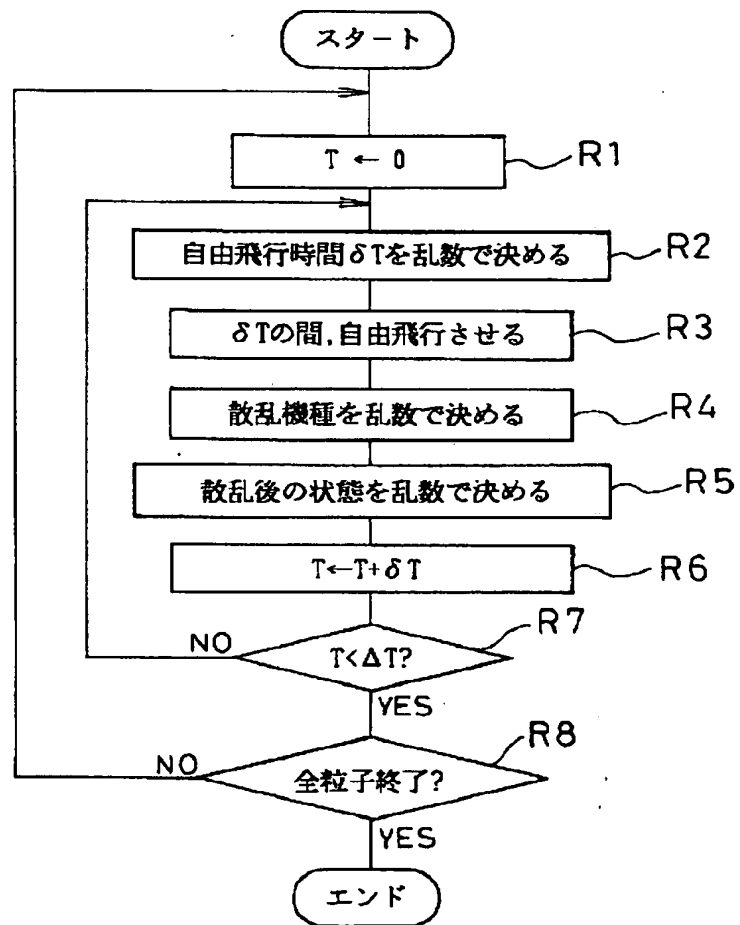 スタート
T ← 0
R1
自由飛行時間δTを乱数で決める
R2
δTの間,自由飛行させる
R3
散乱機種を乱数で決める
R4
散乱後の状態を乱数で決める
R5
T←T+δT
R6
R7
NO
T<ΔT?
YES
R8
NO
全粒子終了?
YES
エンド